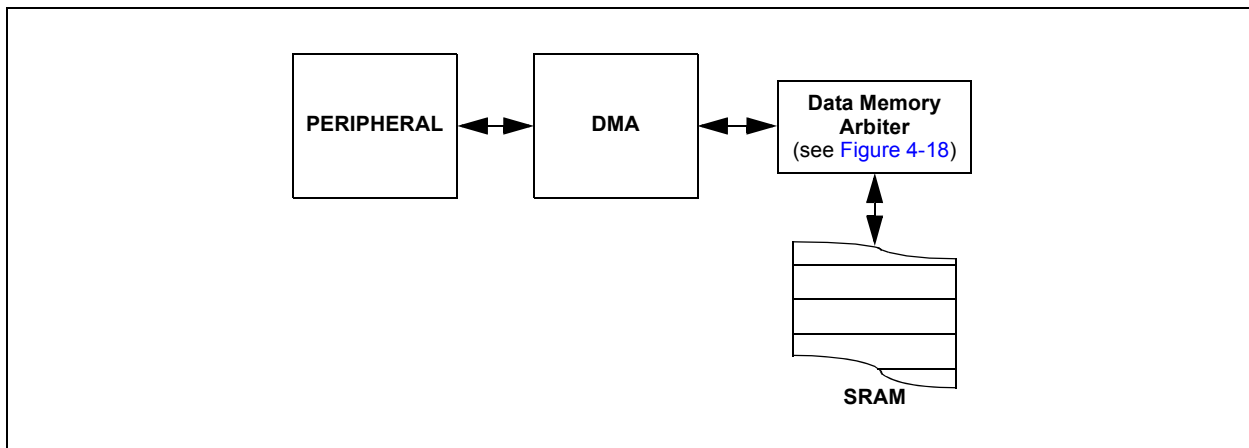 PERIPHERAL
DMA
Data Memory
Arbiter
(see Figure 4-18)
SRAM